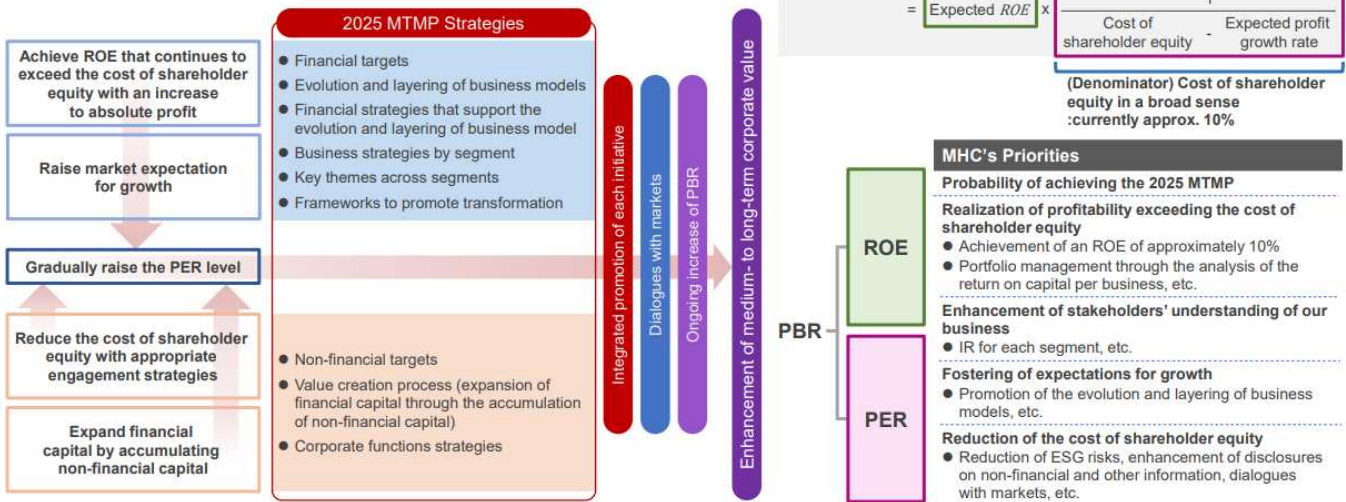 2025 MTMP Strategies
Achieve ROE that continues to
exceed the cost of shareholder
equity with an increase
to absolute profit
Raise market expectation
for growth
Gradually raise the PER level
Reduce the cost of shareholder
equity with appropriate
engagement strategies
Expand financial
capital by accumulating
non-financial capital
● Financial targets
● Evolution and layering of business models
● Financial strategies that support the
evolution and layering of business model
● Business strategies by segment
● Key themes across segments
● Frameworks to promote transformation
● Non-financial targets
● Value creation process (expansion of
financial capital through the accumulation
of non-financial capital)
● Corporate functions strategies
Integrated promotion of each initiative
Dialogues with markets
Ongoing increase of PBR
Enhancement of medium- to long-term corporate value
= Expected ROE x
Cost of
shareholder equity
-
Expected profit
growth rate
(Denominator) Cost of shareholder
equity in a broad sense
:currently approx. 10%
PBR
ROE
PER
MHC's Priorities
Probability of achieving the 2025 MTMP
Realization of profitability exceeding the cost of
shareholder equity
● Achievement of an ROE of approximately 10%
● Portfolio management through the analysis of the
return on capital per business, etc.
Enhancement of stakeholders' understanding of our
business
● IR for each segment, etc.
Fostering of expectations for growth
● Promotion of the evolution and layering of business
models, etc.
Reduction of the cost of shareholder equity
● Reduction of ESG risks, enhancement of disclosures
on non-financial and other information, dialogues
with markets, etc.